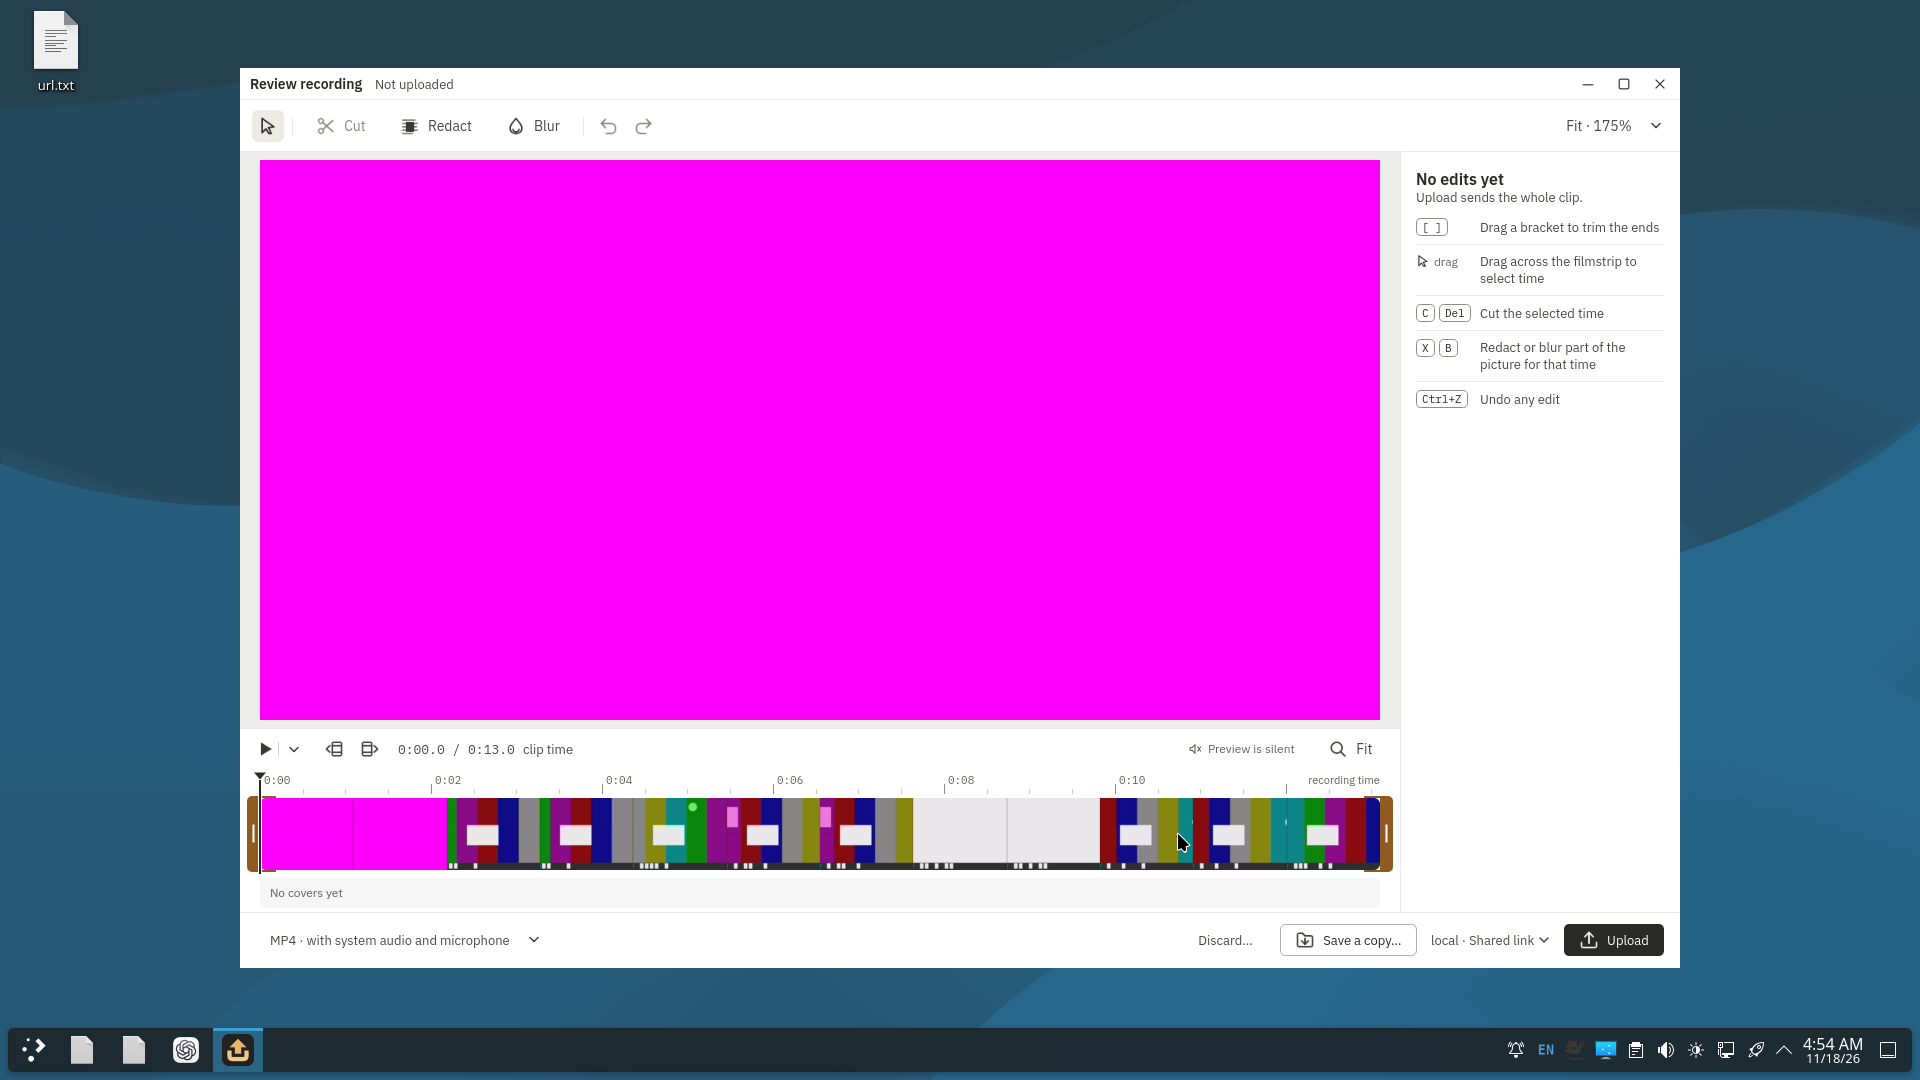 url.txt
Review recording Not uploaded
Cut Redact Blur Fit · 175%
No edits yet
Upload sends the whole clip.
[ ] Drag a bracket to trim the ends
drag Drag across the filmstrip to
select time
C Del Cut the selected time
X B Redact or blur part of the
picture for that time
Ctrl+Z Undo any edit
0:00.0 / 0:13.0 clip time Preview is silent Fit
0:00 0:02 0:04 0:06 0:08 0:10 recording time
No covers yet
MP4 · with system audio and microphone Discard... Save a copy... local · Shared link Upload
EN 4:54 AM
11/18/26